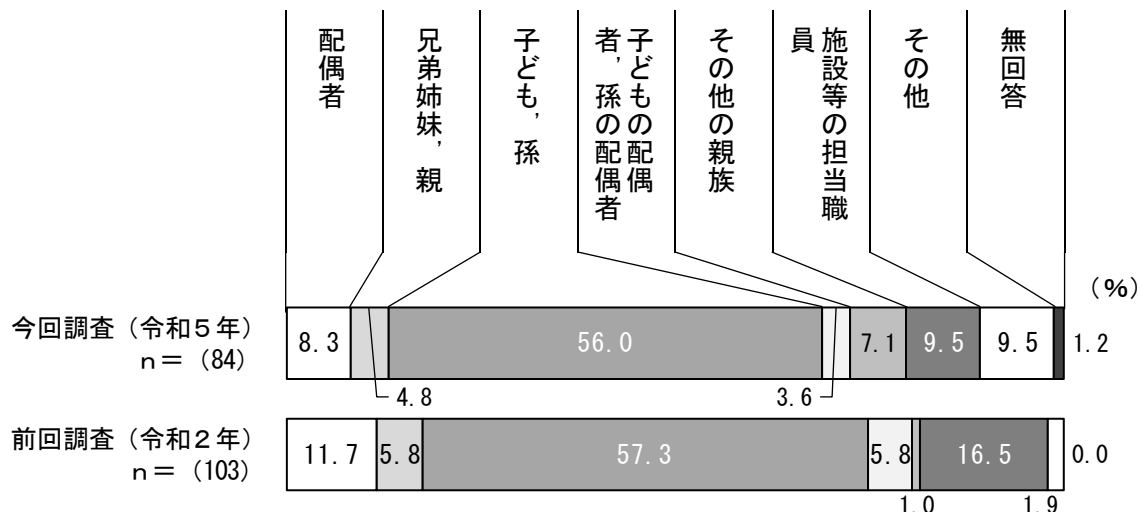 配偶者
兄弟姉妹，親
子ども，孫
子どもの配偶
者，孫の配偶者
その他の親族
施設等の担当職
員
その他
無回答
（％）
今回調査（令和５年）
ｎ＝（84）
8.3
4.8
56.0
3.6
7.1
9.5
9.5
1.2
前回調査（令和２年）
ｎ＝（103）
11.7
5.8
57.3
5.8
1.0
16.5
1.9
0.0